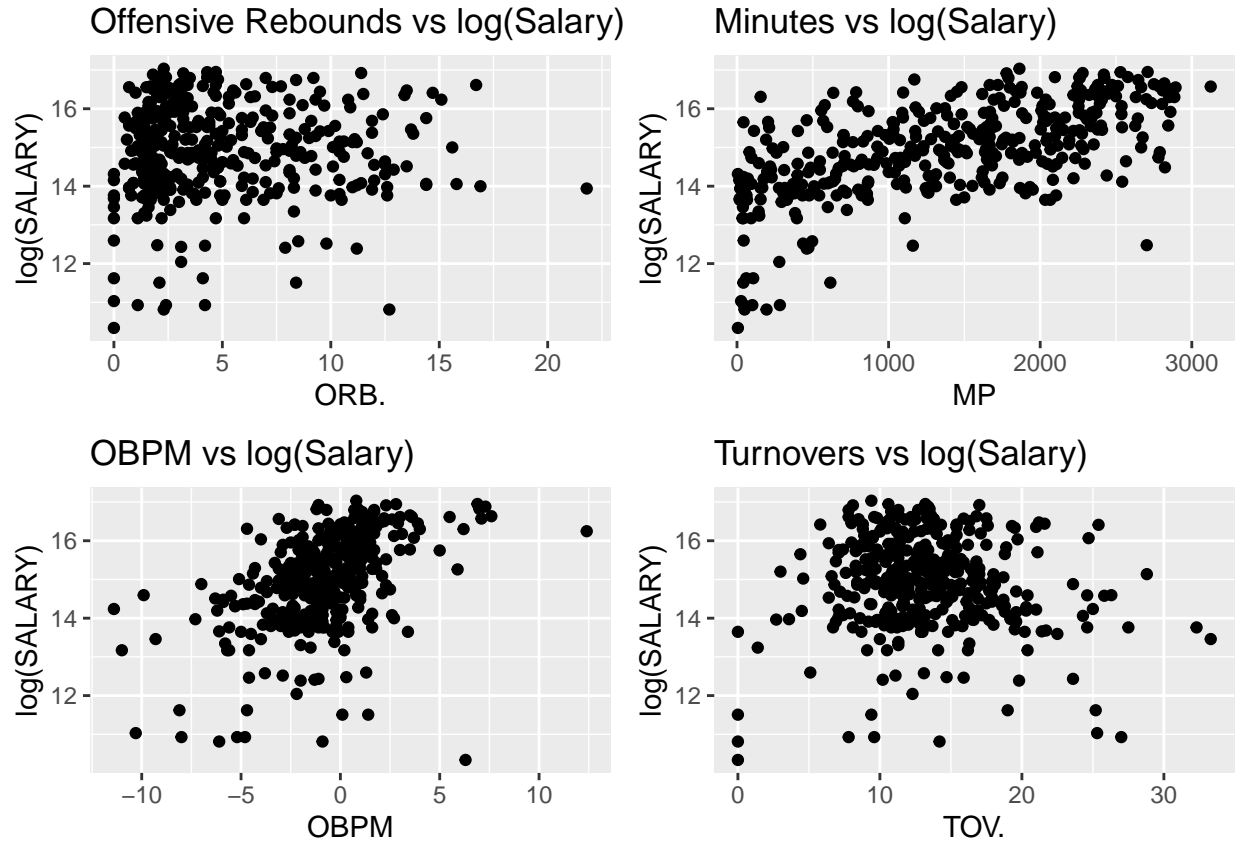 Offensive Rebounds vs log(Salary)
log(SALARY)
16
14
12
0 5 10 15 20
ORB.
Minutes vs log(Salary)
log(SALARY)
16
14
12
0 1000 2000 3000
MP
OBPM vs log(Salary)
log(SALARY)
16
14
12
−10 −5 0 5 10
OBPM
Turnovers vs log(Salary)
log(SALARY)
16
14
12
0 10 20 30
TOV.